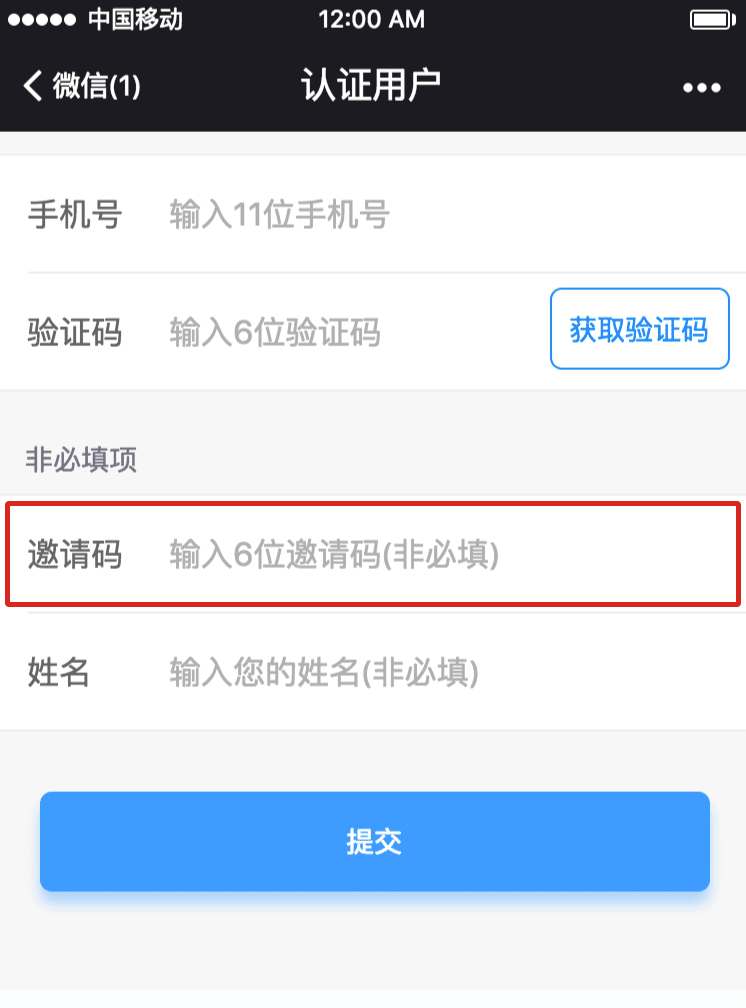 中国移动 12:00 AM
微信(1) 认证用户
手机号 输入11位手机号
验证码 输入6位验证码 获取验证码
非必填项
邀请码 输入6位邀请码(非必填)
姓名 输入您的姓名(非必填)
提交